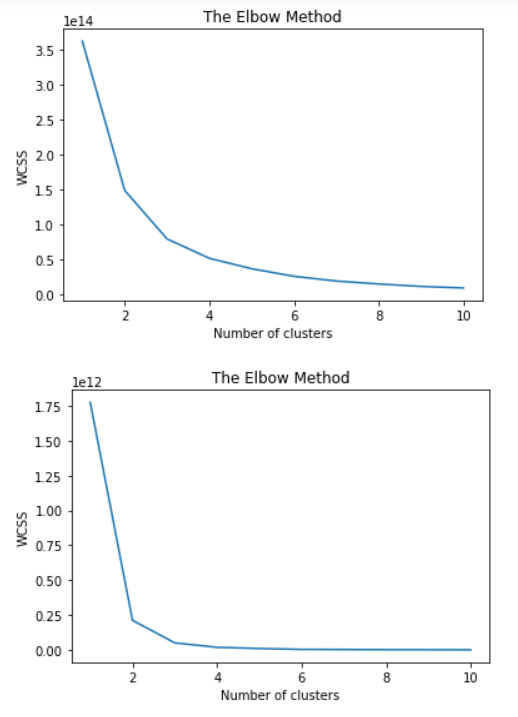 The Elbow Method
1e14
3.5
3.0
2.5
2.0
1.5
1.0
0.5
0.0
WCSS
2 4 6 8 10
Number of clusters
The Elbow Method
1e12
1.75
1.50
1.25
1.00
0.75
0.50
0.25
0.00
WCSS
2 4 6 8 10
Number of clusters